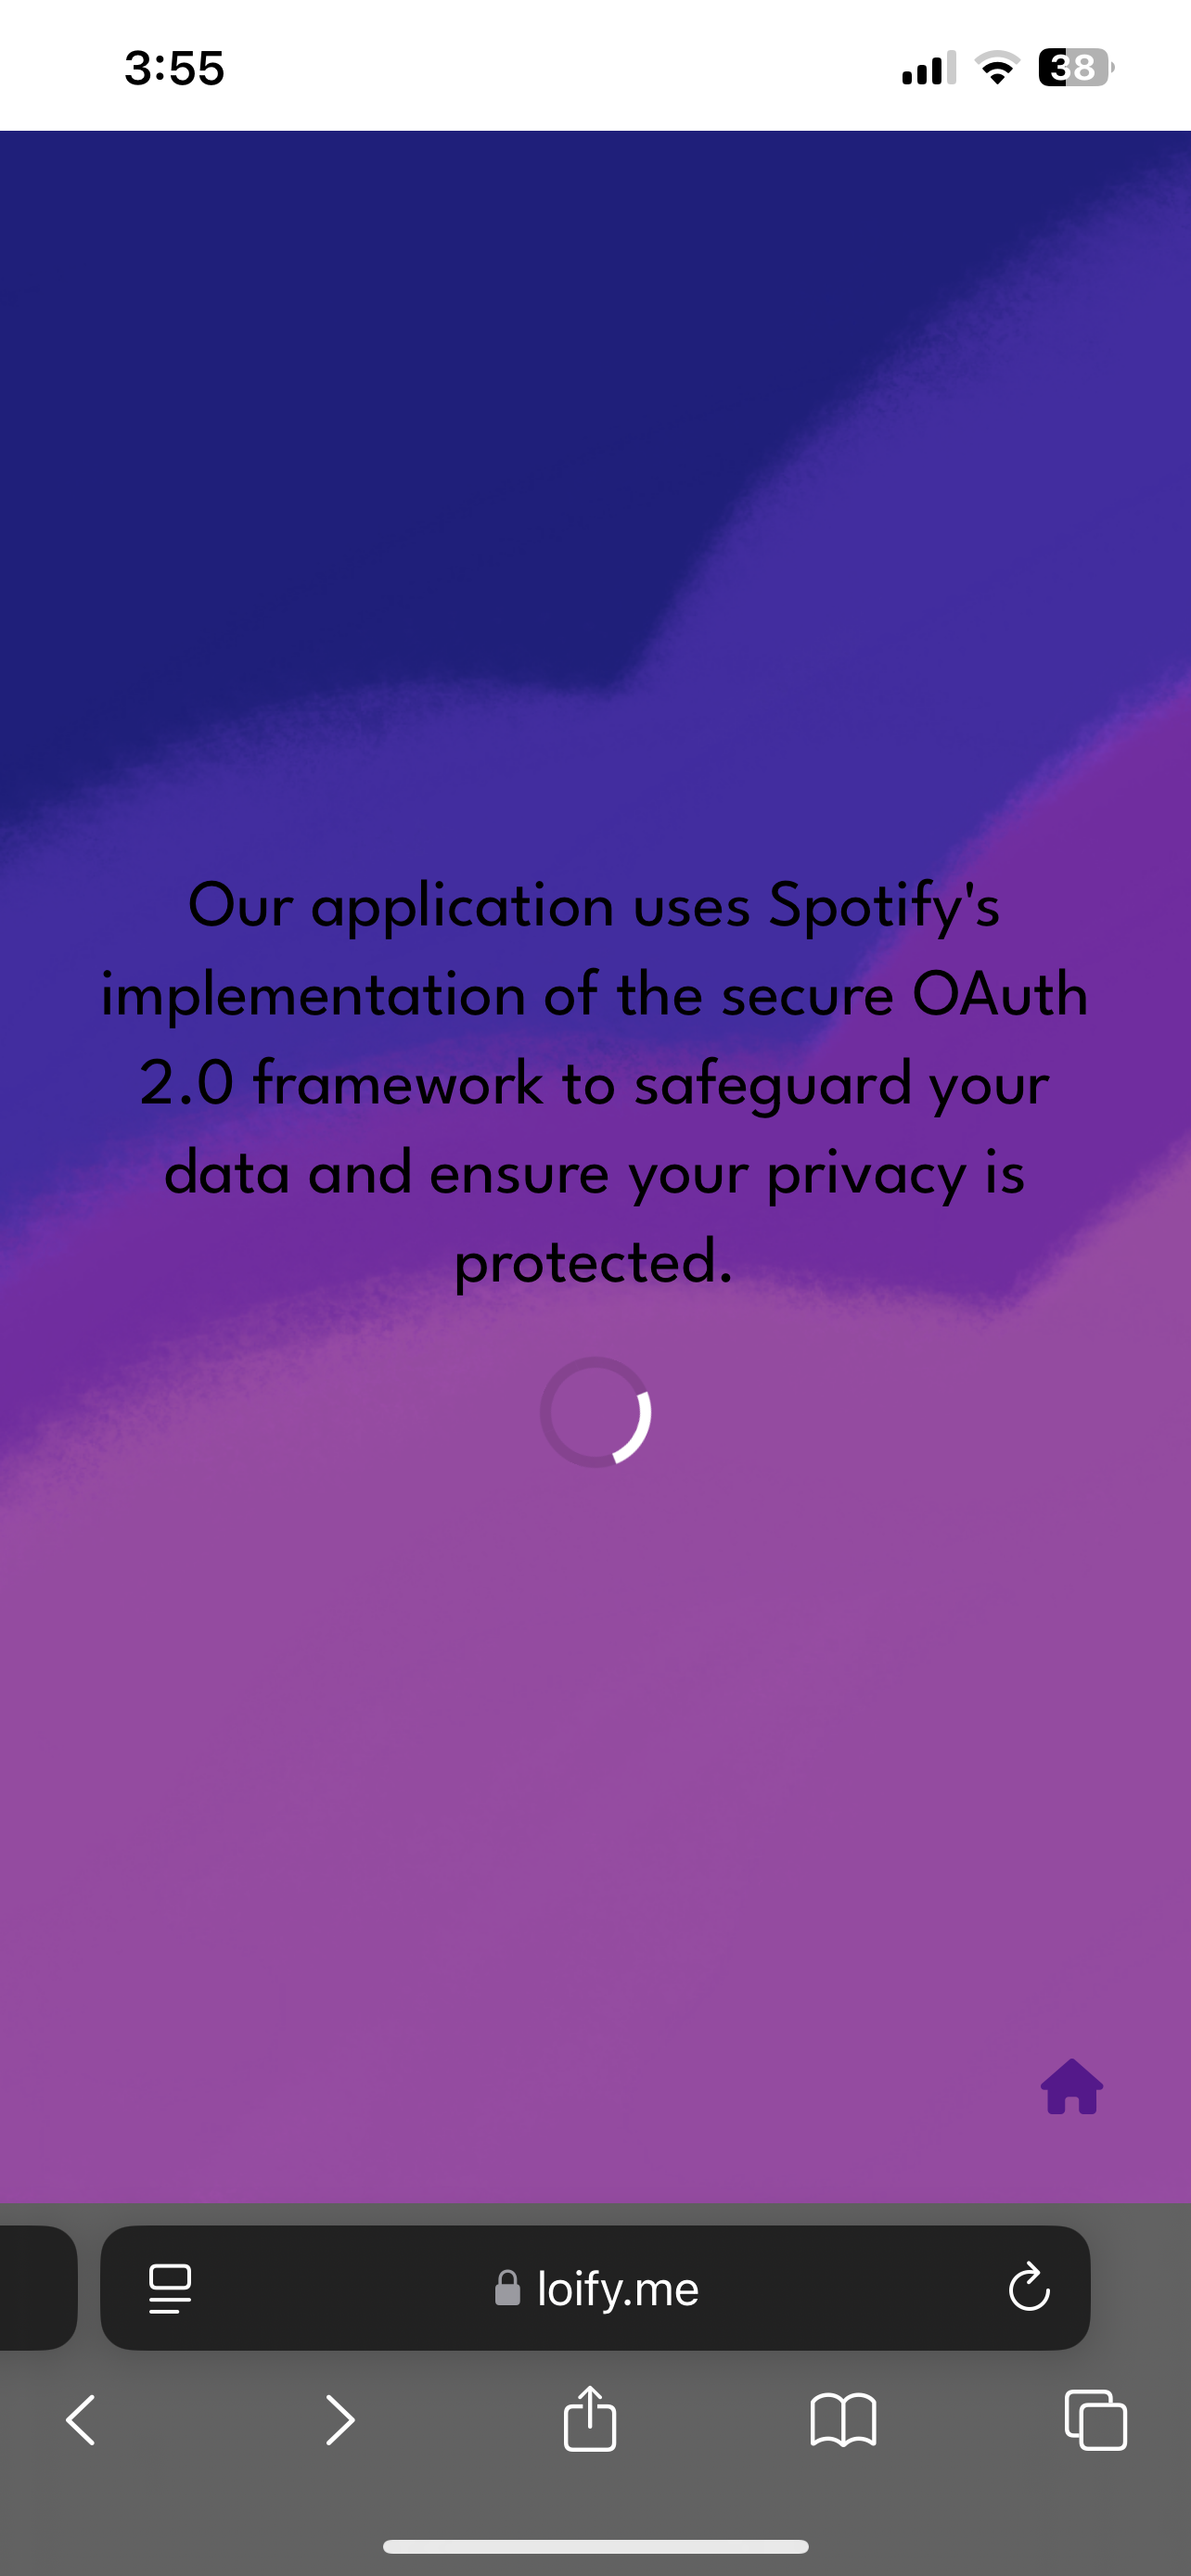 3:55
38
Our application uses Spotify's
implementation of the secure OAuth
2.0 framework to safeguard your
data and ensure your privacy is
protected.
loify.me